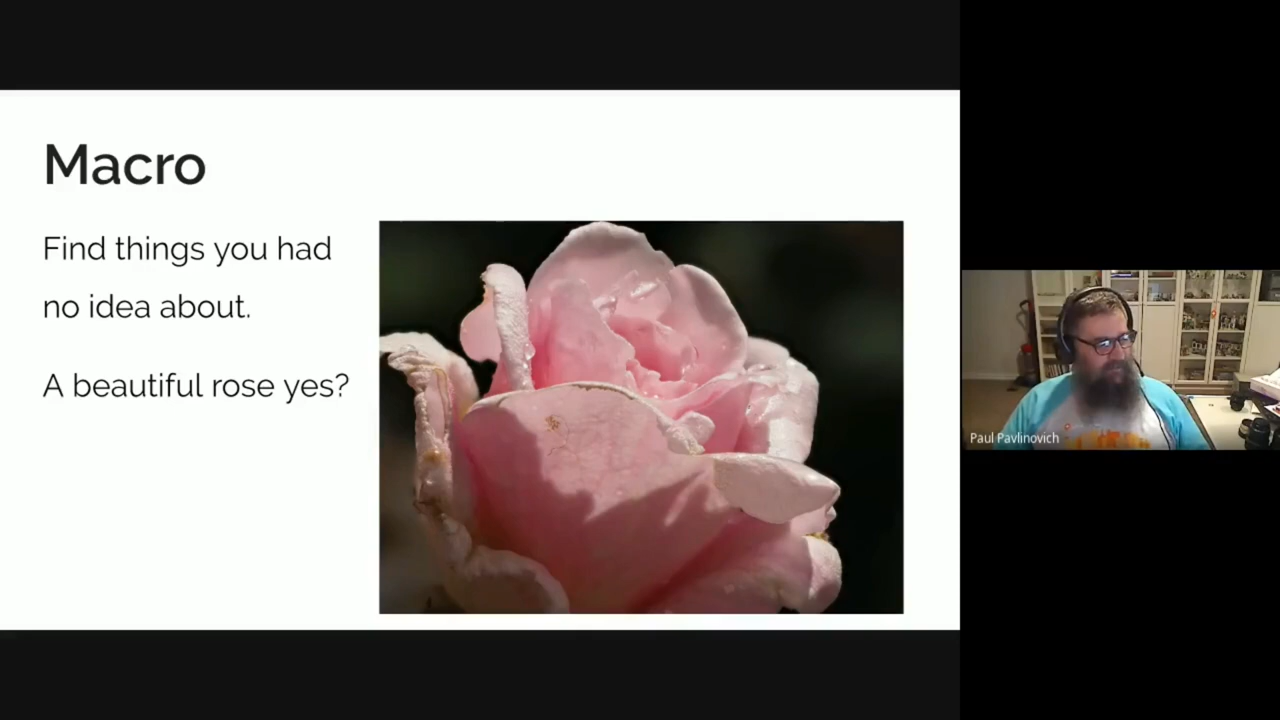 Macro
Find things you had
no idea about.
A beautiful rose yes?
Paul Pavlinovich